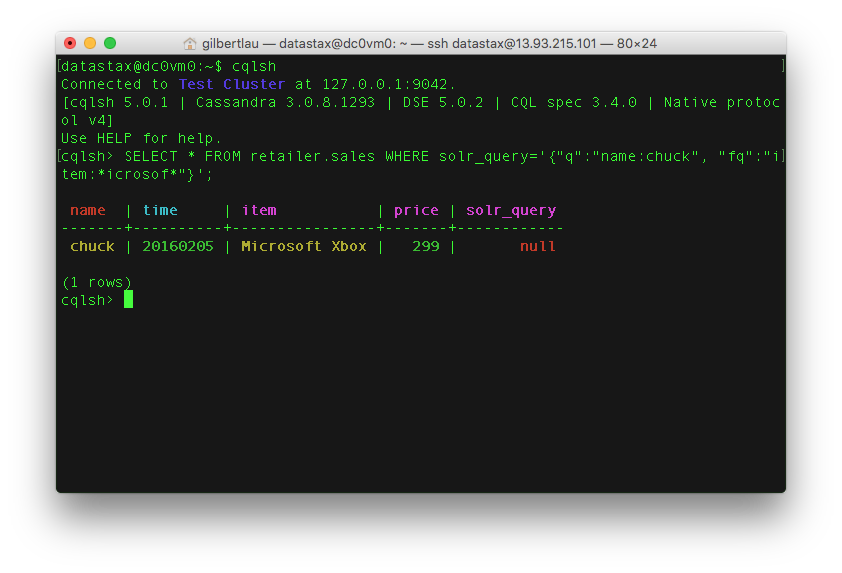 gilbertlau — datastax@dc0vm0: ~ — ssh datastax@13.93.215.101 — 80×24
[datastax@dc0vm0:~$ cqlsh ]
Connected to Test Cluster at 127.0.0.1:9042.
[cqlsh 5.0.1 | Cassandra 3.0.8.1293 | DSE 5.0.2 | CQL spec 3.4.0 | Native protoc
ol v4]
Use HELP for help.
[cqlsh> SELECT * FROM retailer.sales WHERE solr_query='{"q":"name:chuck", "fq":"i]
tem:*icrosof*"}';
 name  | time     | item           | price | solr_query
-------+----------+----------------+-------+------------
 chuck | 20160205 | Microsoft Xbox |   299 |       null
(1 rows)
cqlsh>